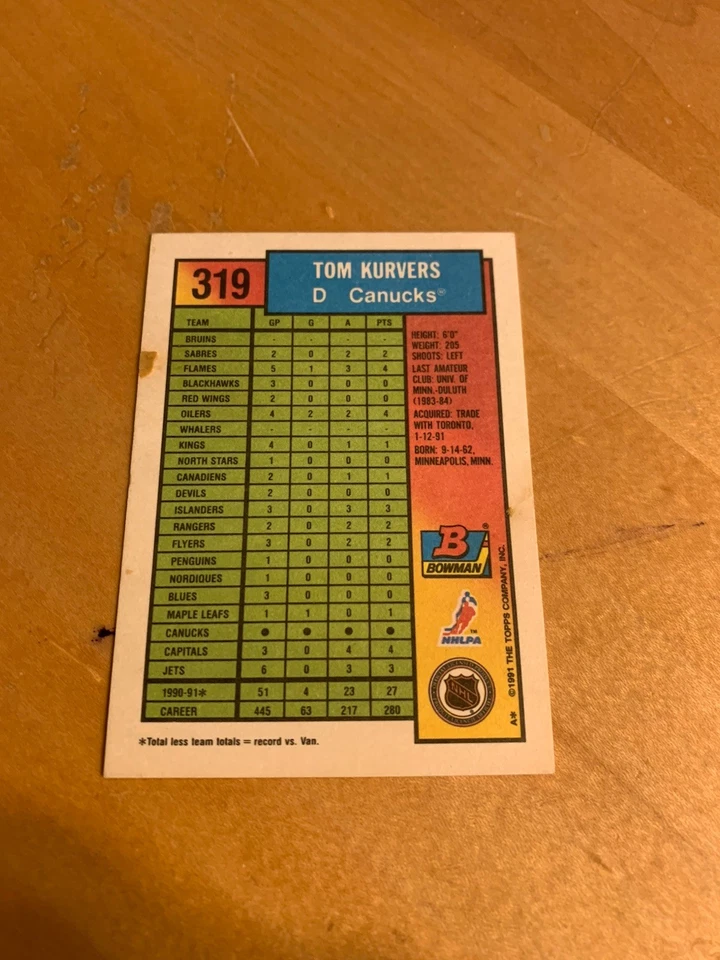 319
TOM KURVERS
D Canucks®
TEAM GP G A PTS
BRUINS - - - -
SABRES 2 0 2 2
FLAMES 5 1 3 4
BLACKHAWKS 3 0 0 0
RED WINGS 2 0 0 0
OILERS 4 2 2 4
WHALERS - - - -
KINGS 4 0 1 1
NORTH STARS 1 0 0 0
CANADIENS 2 0 1 1
DEVILS 2 0 0 0
ISLANDERS 3 0 3 3
RANGERS 2 0 2 2
FLYERS 3 0 2 2
PENGUINS 1 0 0 0
NORDIQUES 1 0 0 0
BLUES 3 0 0 0
MAPLE LEAFS 1 1 0 1
CANUCKS ● ● ● ●
CAPITALS 3 0 4 4
JETS 6 0 3 3
1990-91* 51 4 23 27
CAREER 445 63 217 280
*Total less team totals = record vs. Van.
HEIGHT: 6'0"
WEIGHT: 205
SHOOTS: LEFT
LAST AMATEUR
CLUB: UNIV. OF
MINN.-DULUTH
(1983-84)
ACQUIRED: TRADE
WITH TORONTO,
1-12-91
BORN: 9-14-62,
MINNEAPOLIS, MINN.
B ®
BOWMAN
™
NHLPA
NHL
A* ©1991 THE TOPPS COMPANY, INC.